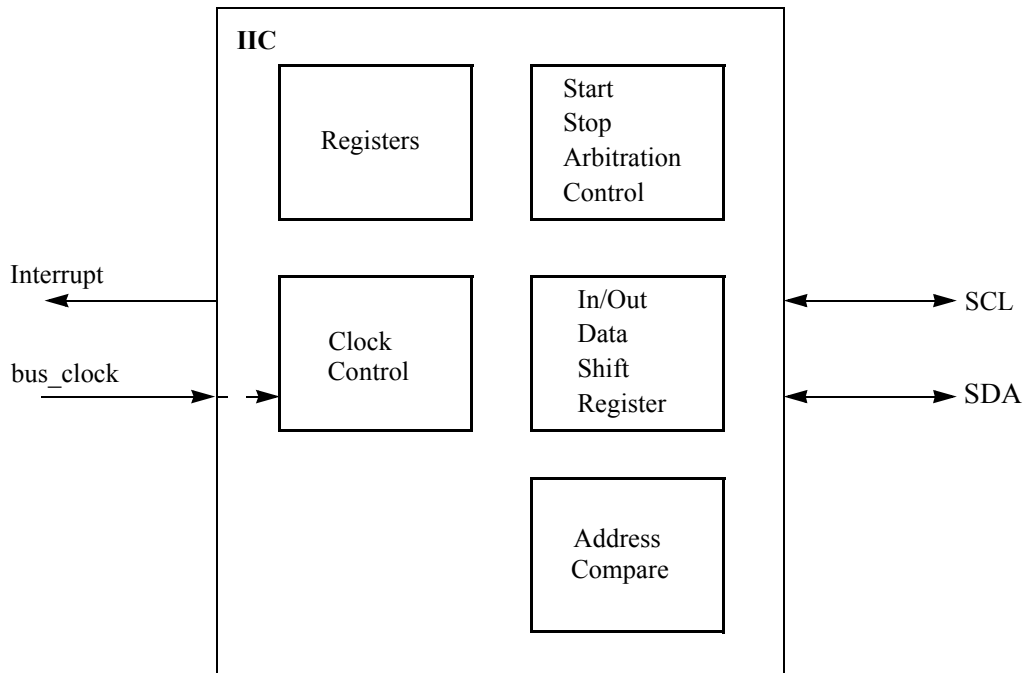 IIC
Registers
Start
Stop
Arbitration
Control
Interrupt
bus_clock
Clock
Control
In/Out
Data
Shift
Register
SCL
SDA
Address
Compare